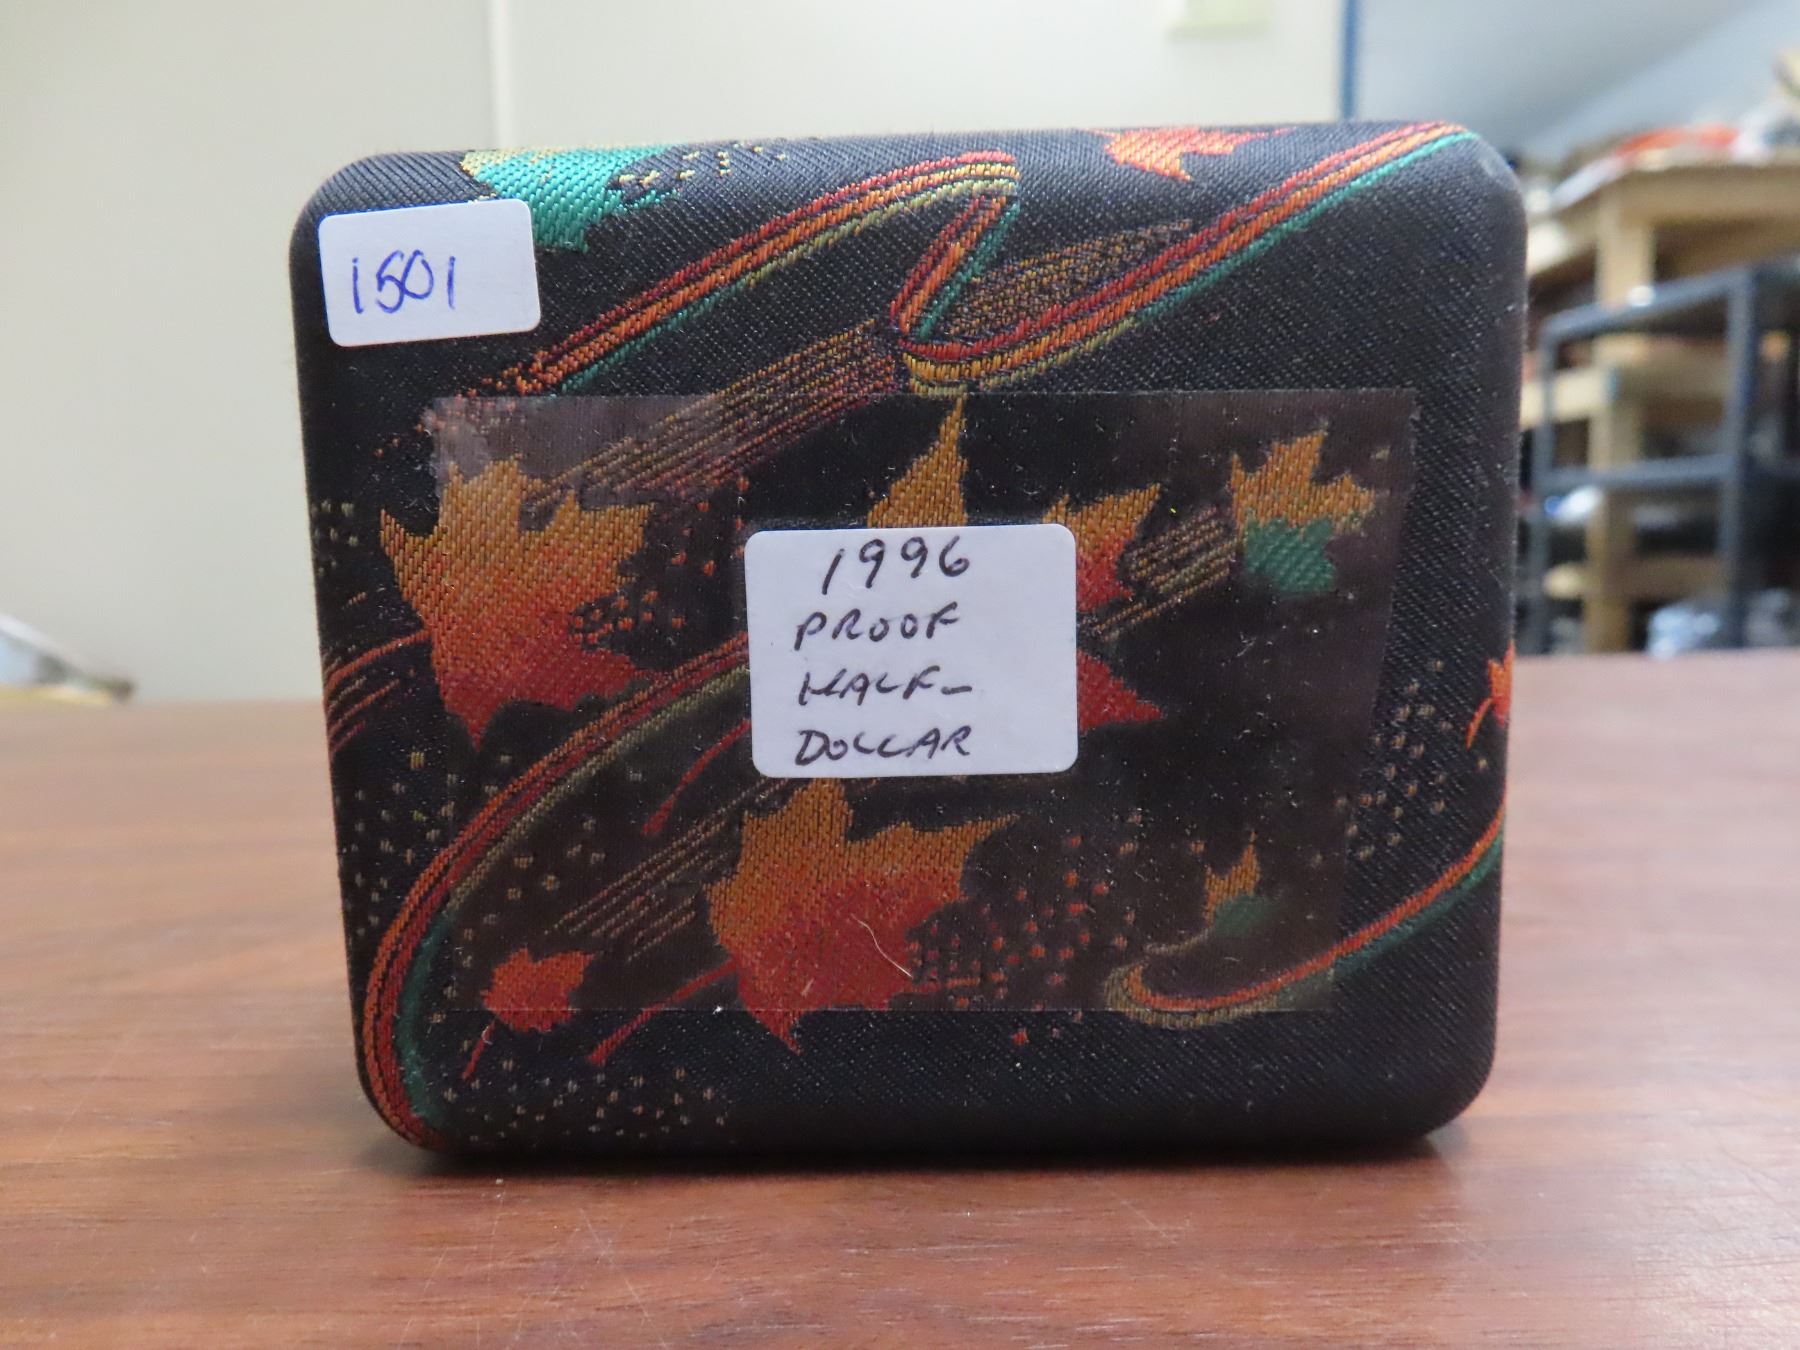 1501
1996
PROOF
HALF-
DOLLAR